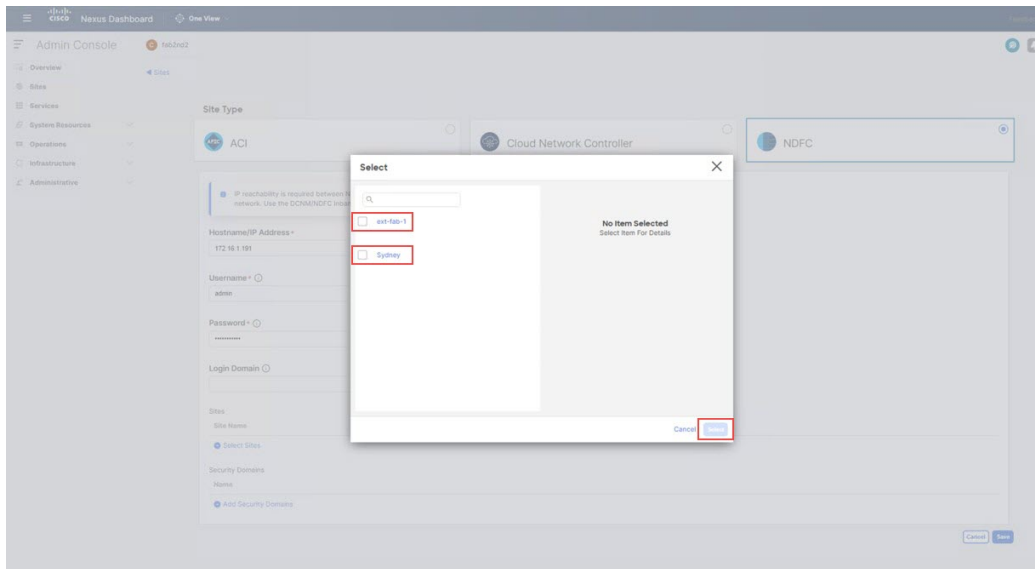 cisco Nexus Dashboard One View
Admin Console
fab2nd2
Overview
Sites
Sites
Services
System Resources
Operations
Infrastructure
Administrative
Site Type
ACI
Cloud Network Controller
NDFC
IP reachability is required between
network. Use the DCNM/NDFC
Hostname/IP Address *
172.16.1.191
Username *
admin
Password *
Login Domain
Sites
Site Name
Select Sites
Security Domains
Name
Add Security Domains
Cancel Save
Select
ext-fab-1
Sydney
No Item Selected
Select Item For Details
Cancel Select